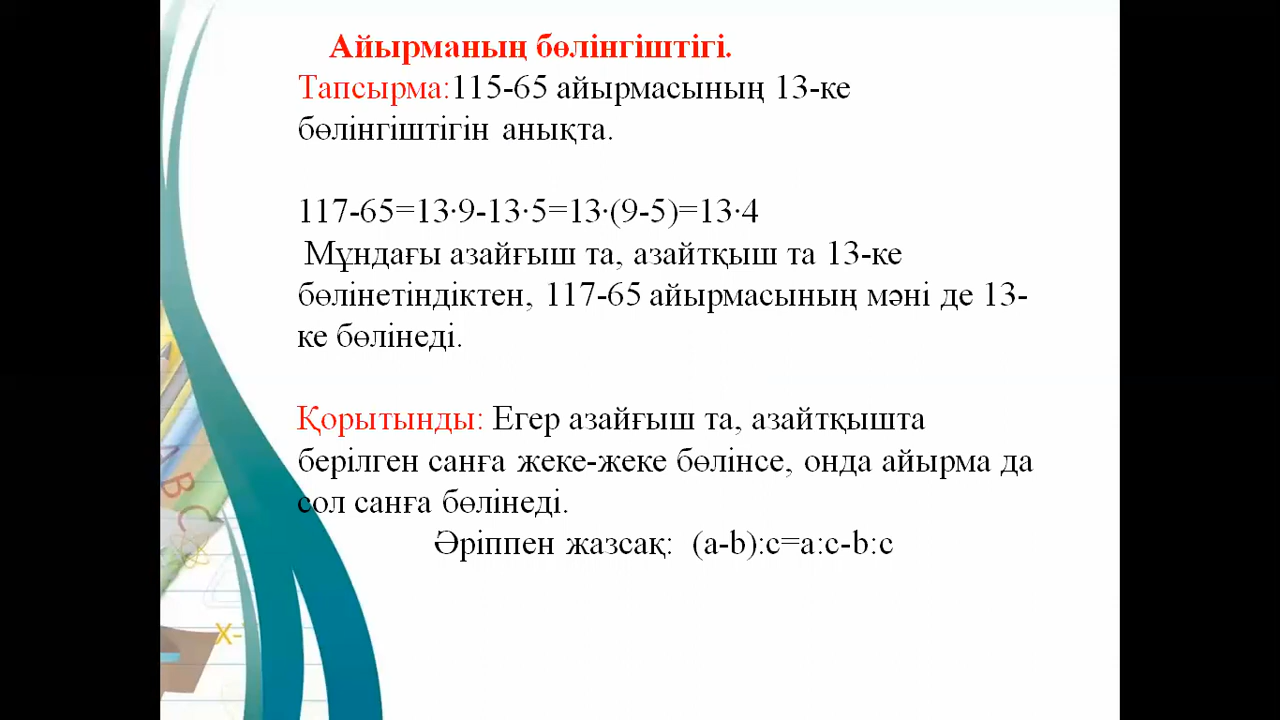 Айырманың бөлінгіштігі.
Тапсырма:115-65 айырмасының 13-ке
бөлінгіштігін анықта.
117-65=13·9-13·5=13·(9-5)=13·4
Мұндағы азайғыш та, азайтқыш та 13-ке
бөлінетіндіктен, 117-65 айырмасының мәні де 13-
ке бөлінеді.
Қорытынды: Егер азайғыш та, азайтқышта
берілген санға жеке-жеке бөлінсе, онда айырма да
сол санға бөлінеді.
Әріппен жазсақ: (a-b):c=a:c-b:c
B
C
X-